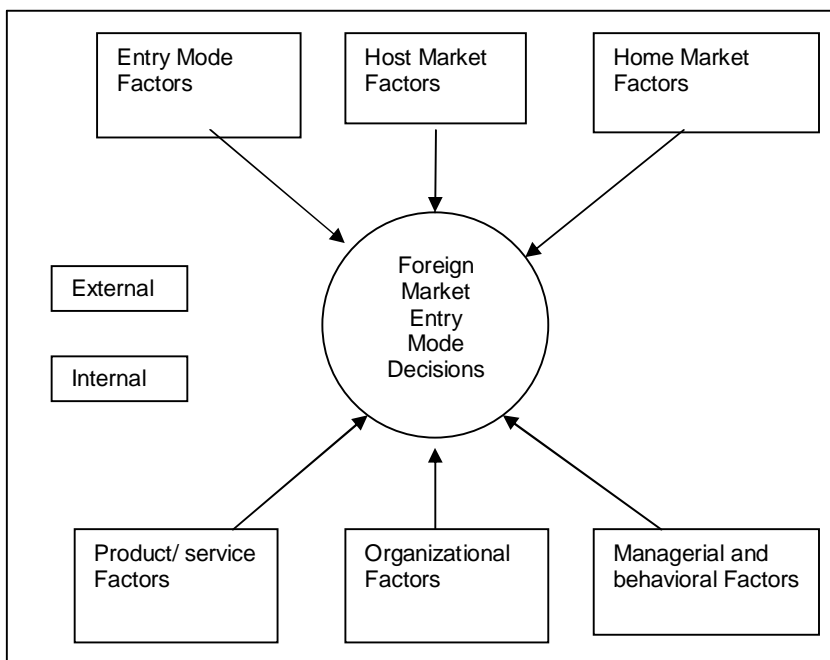 Entry Mode
Factors
Host Market
Factors
Home Market
Factors
Foreign
Market
Entry
Mode
Decisions
External
Internal
Product/ service
Factors
Organizational
Factors
Managerial and
behavioral Factors